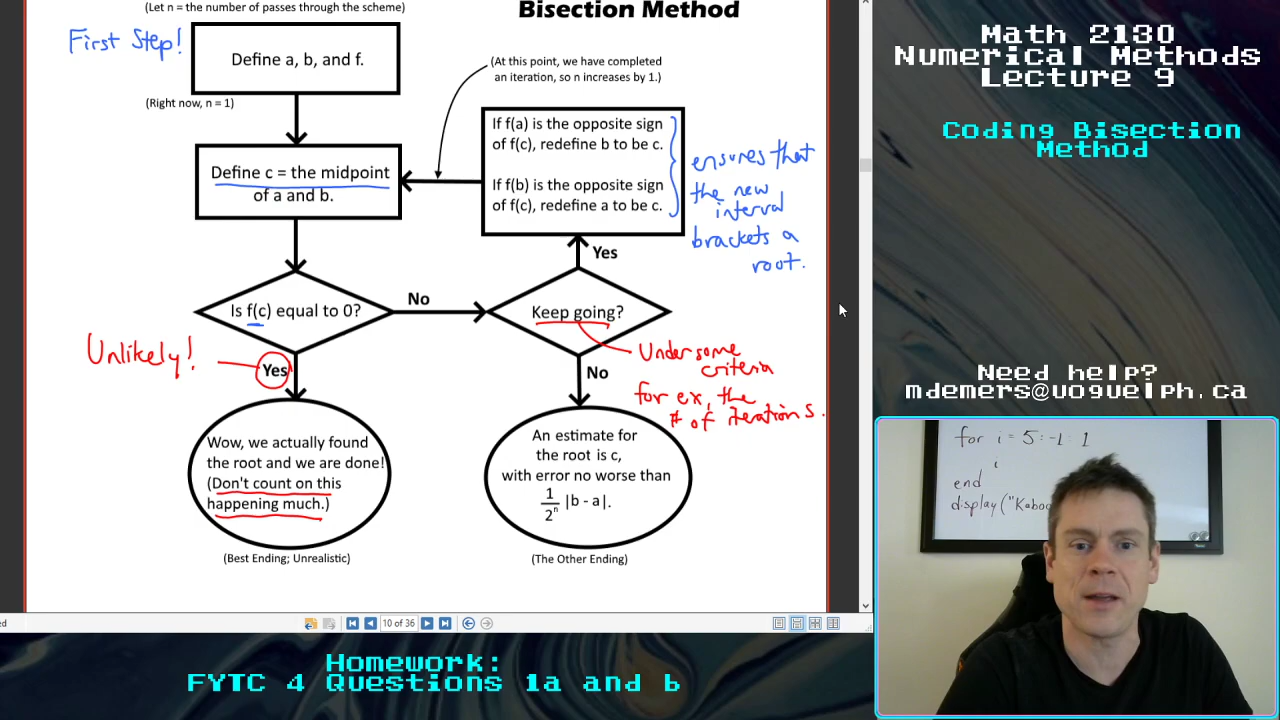 (Let n = the number of passes through the scheme)
Bisection Method
First Step!
Define a, b, and f.
(Right now, n = 1)
(At this point, we have completed
an iteration, so n increases by 1.)
Define c = the midpoint
of a and b.
If f(a) is the opposite sign
of f(c), redefine b to be c.
If f(b) is the opposite sign
of f(c), redefine a to be c.
ensures that
the new
interval
brackets a
root.
Is f(c) equal to 0?
No
Keep going?
Yes
Unlikely!
Yes
No
Under some
criteria
for ex, the
# of iterations.
Wow, we actually found
the root and we are done!
(Don't count on this
happening much.)
(Best Ending; Unrealistic)
An estimate for
the root is c,
with error no worse than
1/2ⁿ |b - a|.
(The Other Ending)
10 of 36
Math 2130
Numerical Methods
Lecture 9
Coding Bisection
Method
Need help?
mdemers@uoguelph.ca
for i = 5:-1:1
i
end
display("Kaboo
Homework:
FYTC 4 Questions 1a and b